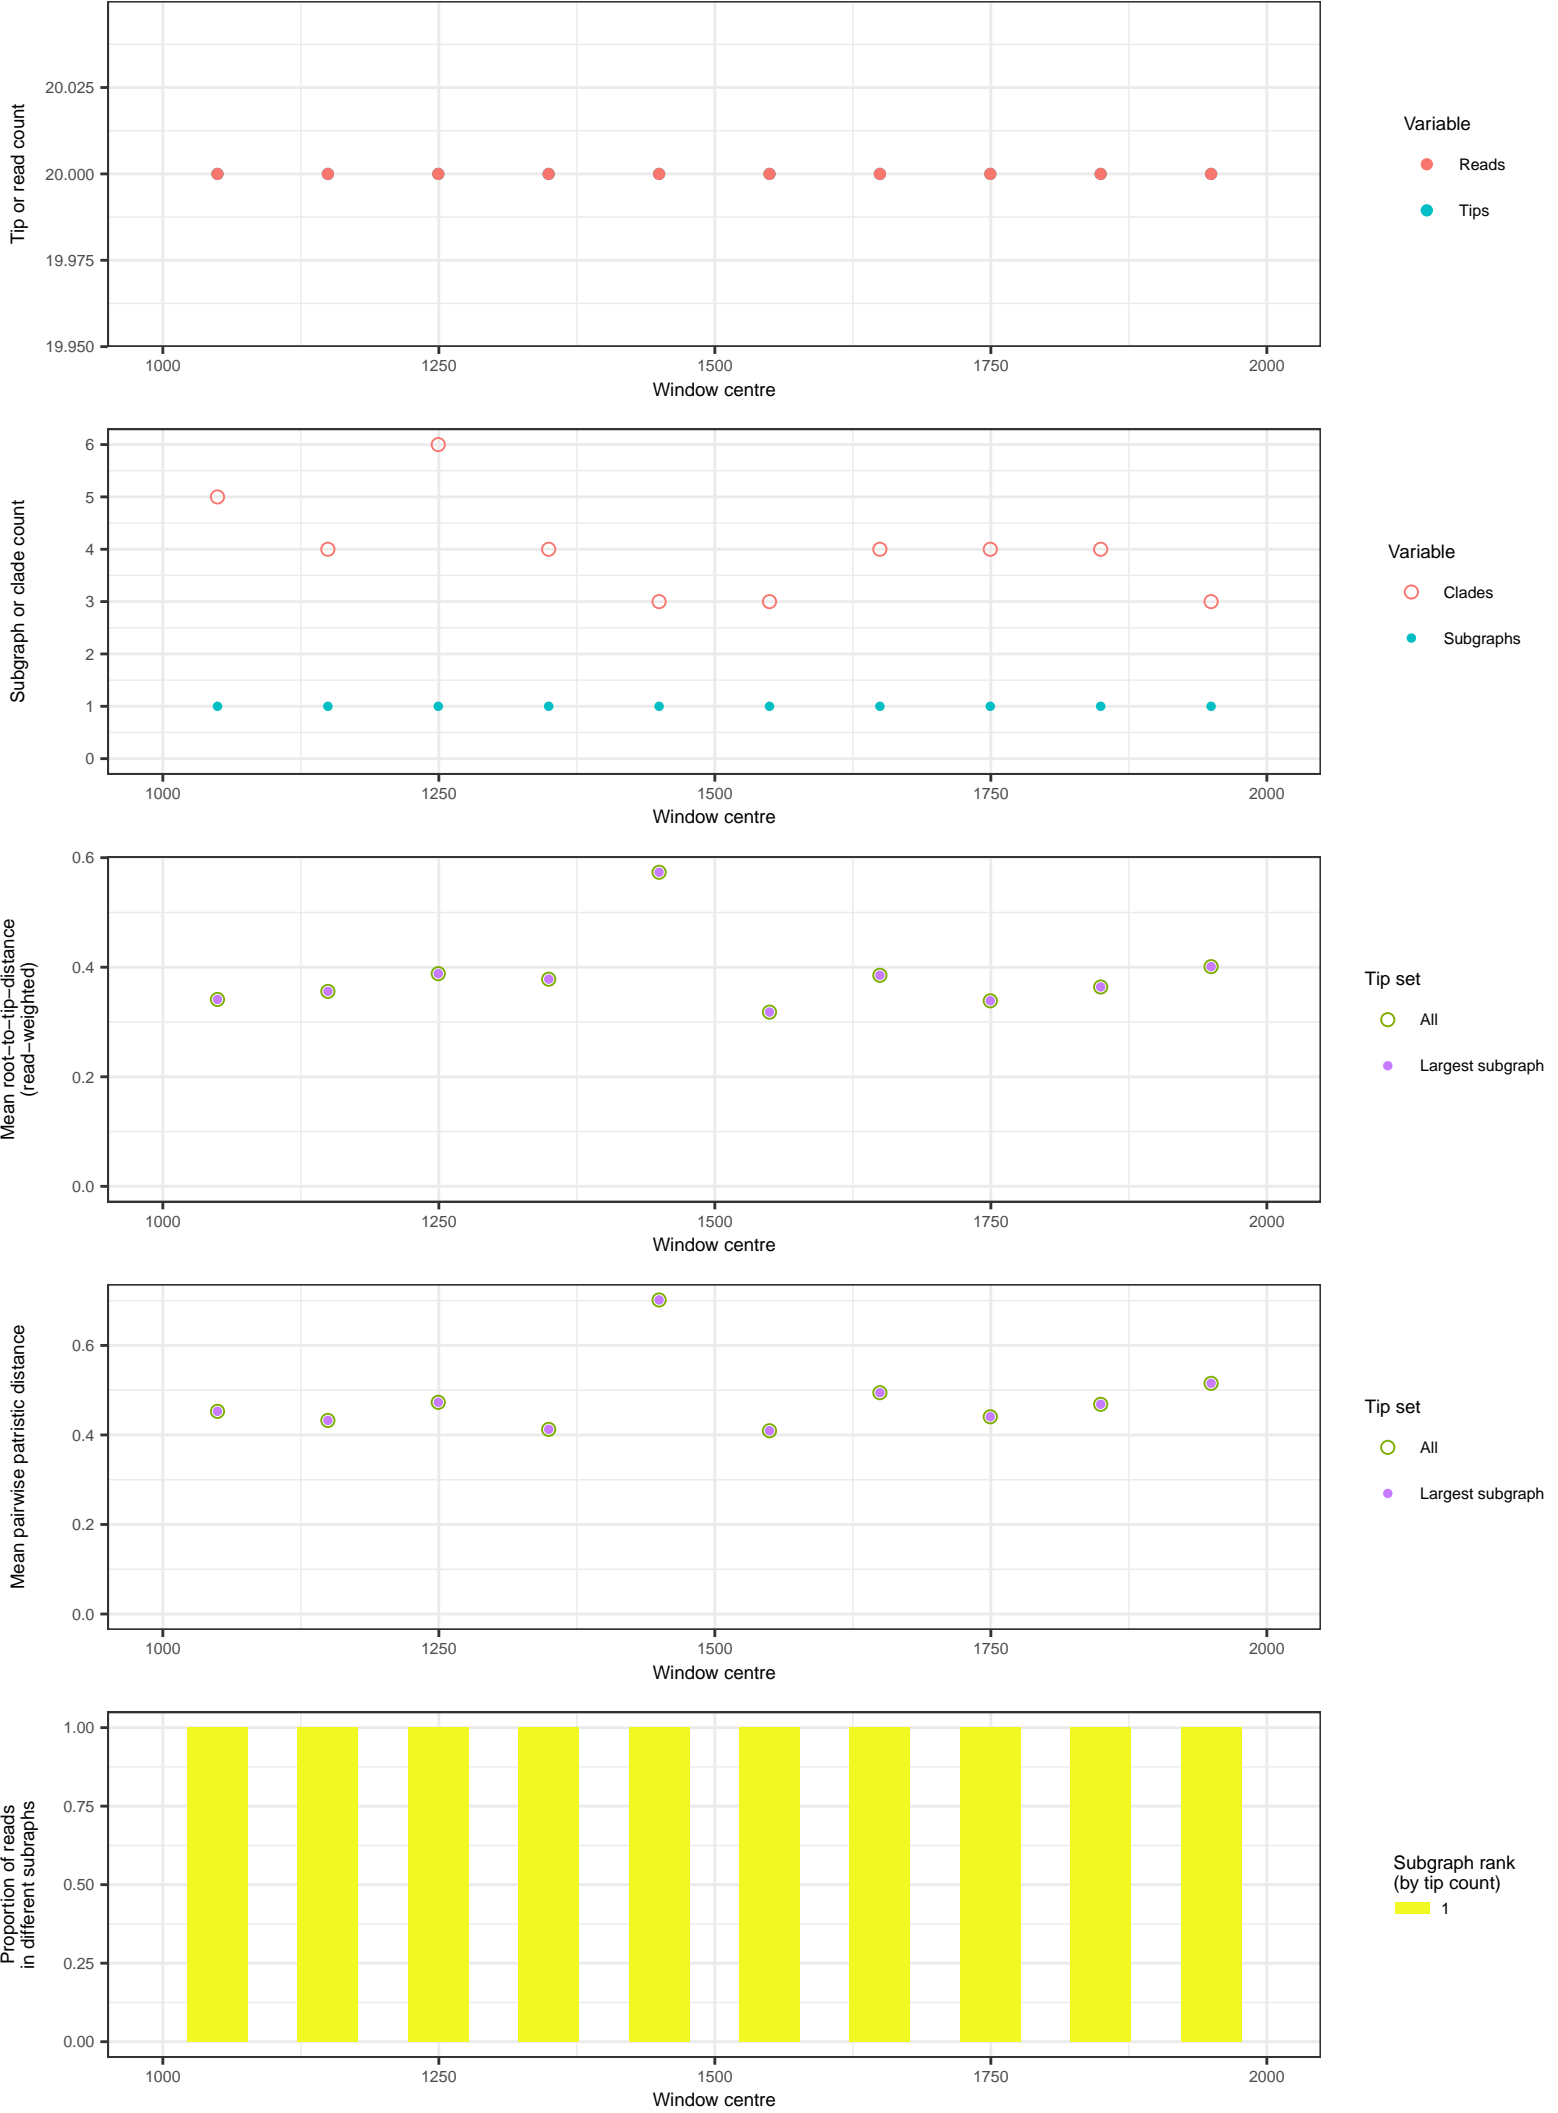 20.025
20.000
19.975
19.950
Tip or read count
1000 1250 1500 1750 2000
Window centre
Variable
Reads
Tips
6
5
4
3
2
1
0
Subgraph or clade count
1000 1250 1500 1750 2000
Window centre
Variable
Clades
Subgraphs
0.6
0.4
0.2
0.0
Mean root−to−tip−distance
(read−weighted)
1000 1250 1500 1750 2000
Window centre
Tip set
All
Largest subgraph
0.6
0.4
0.2
0.0
Mean pairwise patristic distance
1000 1250 1500 1750 2000
Window centre
Tip set
All
Largest subgraph
1.00
0.75
0.50
0.25
0.00
Proportion of reads
in different subraphs
1000 1250 1500 1750 2000
Window centre
Subgraph rank
(by tip count)
1